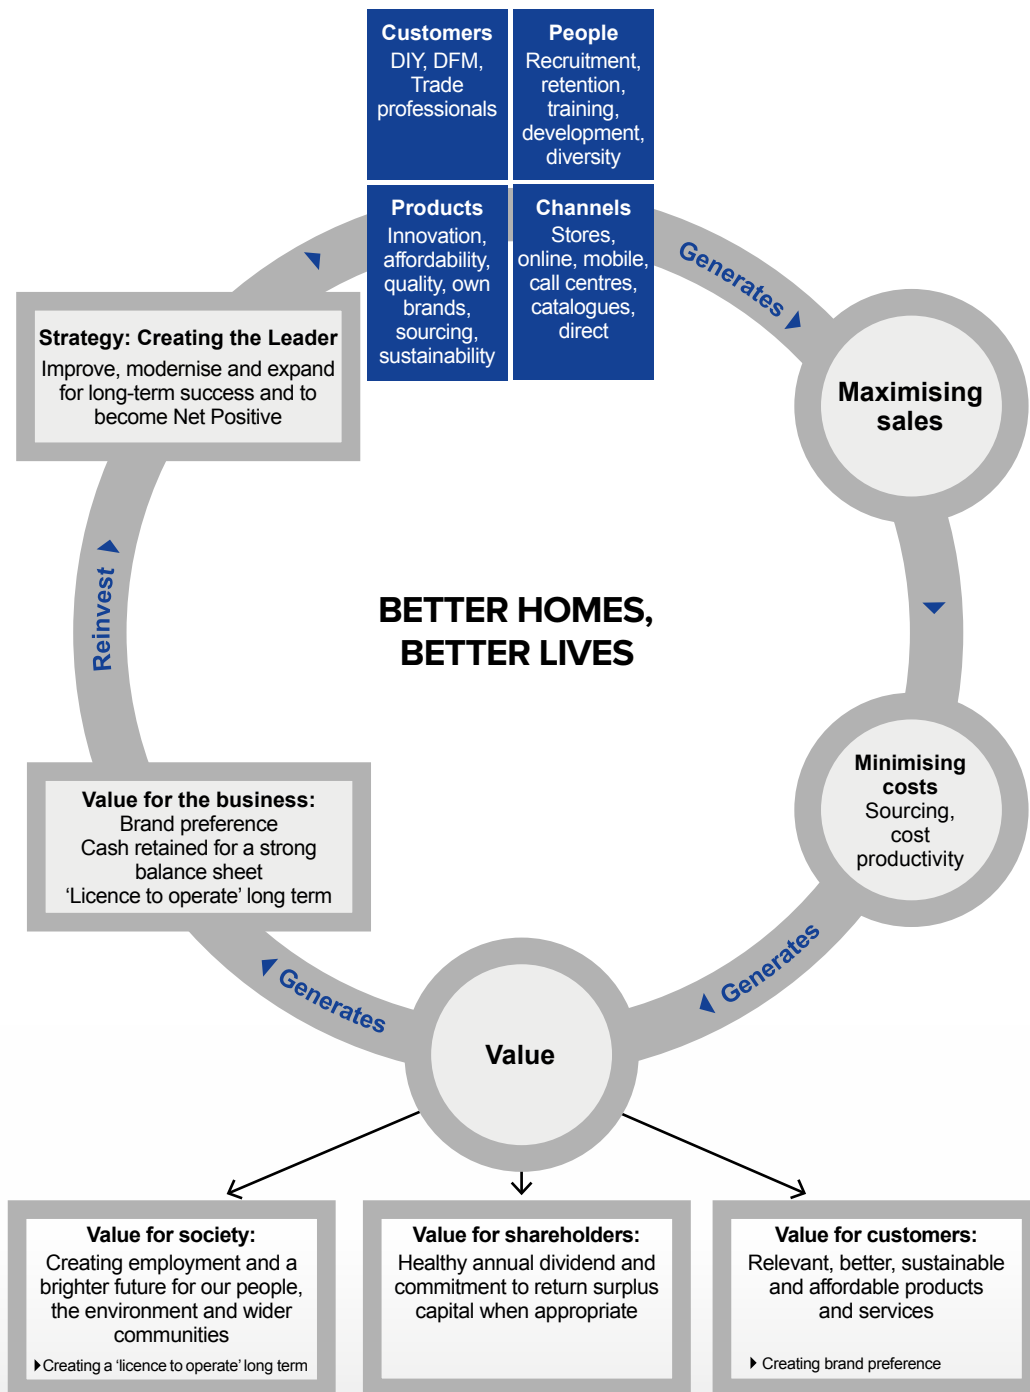 Customers
DIY, DFM,
Trade
professionals
People
Recruitment,
retention,
training,
development,
diversity
Products
Innovation,
affordability,
quality, own
brands,
sourcing,
sustainability
Channels
Stores,
online, mobile,
call centres,
catalogues,
direct
Generates
Maximising
sales
Minimising
costs
Sourcing,
cost
productivity
Generates
Value
Generates
Value for the business:
Brand preference
Cash retained for a strong
balance sheet
‘Licence to operate’ long term
Reinvest
Strategy: Creating the Leader
Improve, modernise and expand
for long-term success and to
become Net Positive
BETTER HOMES,
BETTER LIVES
Value for society:
Creating employment and a
brighter future for our people,
the environment and wider
communities
Creating a ‘licence to operate’ long term
Value for shareholders:
Healthy annual dividend and
commitment to return surplus
capital when appropriate
Value for customers:
Relevant, better, sustainable
and affordable products
and services
Creating brand preference